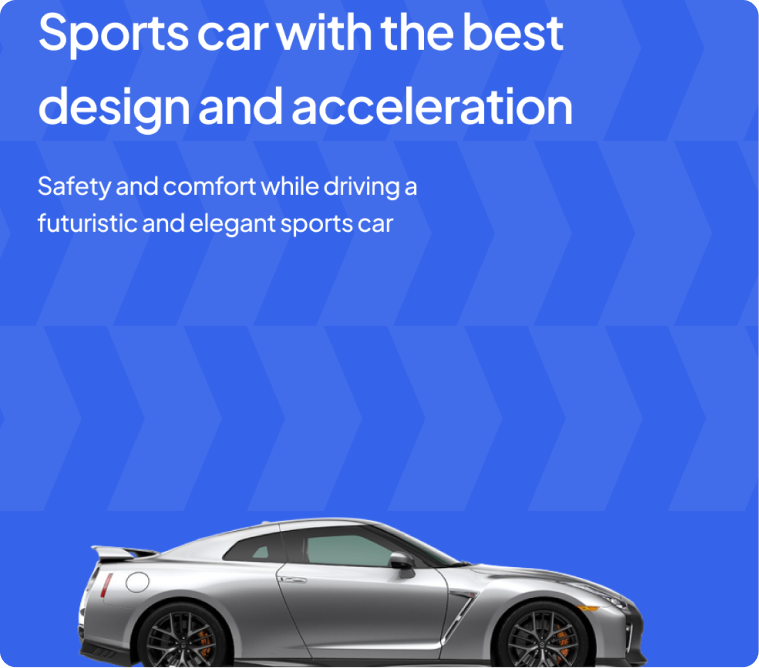 Sports car with the best
design and acceleration
Safety and comfort while driving a
futuristic and elegant sports car